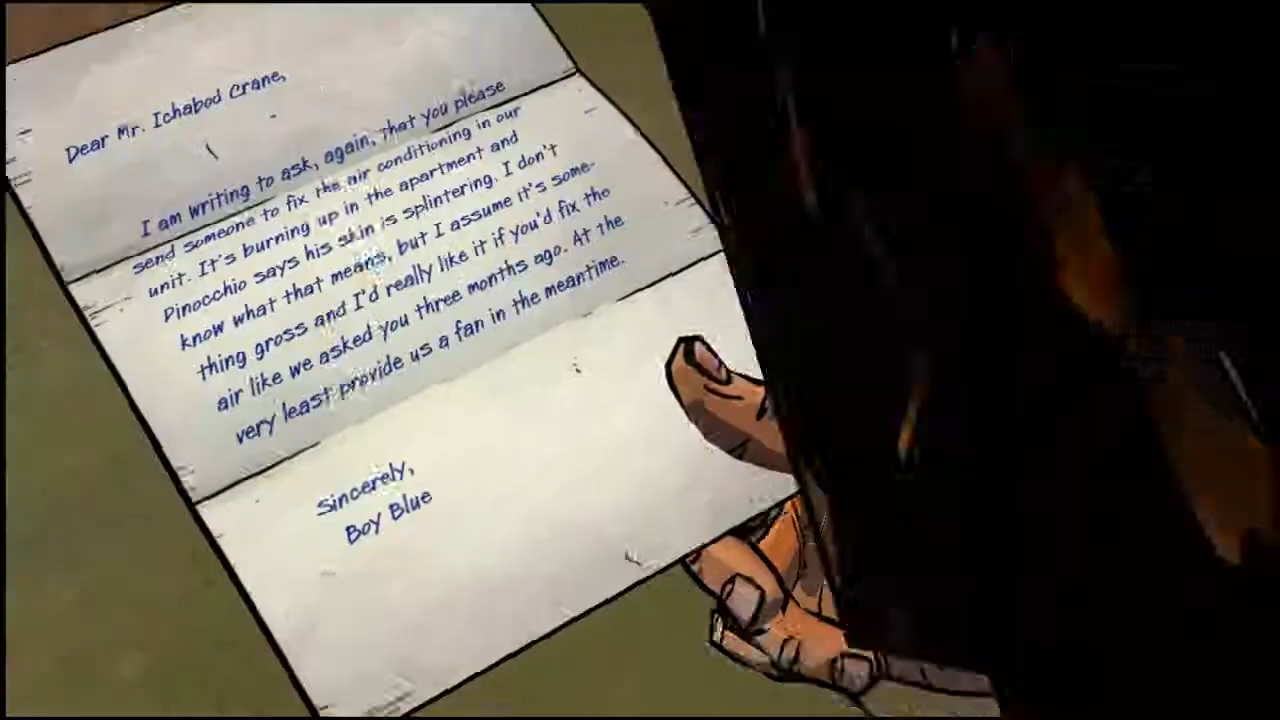 Dear Mr. Ichabod Crane,
I am writing to ask, again, that you please
send someone to fix the air conditioning in our
unit. It's burning up in the apartment and
Pinocchio says his skin is splintering. I don't
know what that means, but I assume it's some-
thing gross and I'd really like it if you'd fix the
air like we asked you three months ago. At the
very least provide us a fan in the meantime.
Sincerely,
Boy Blue